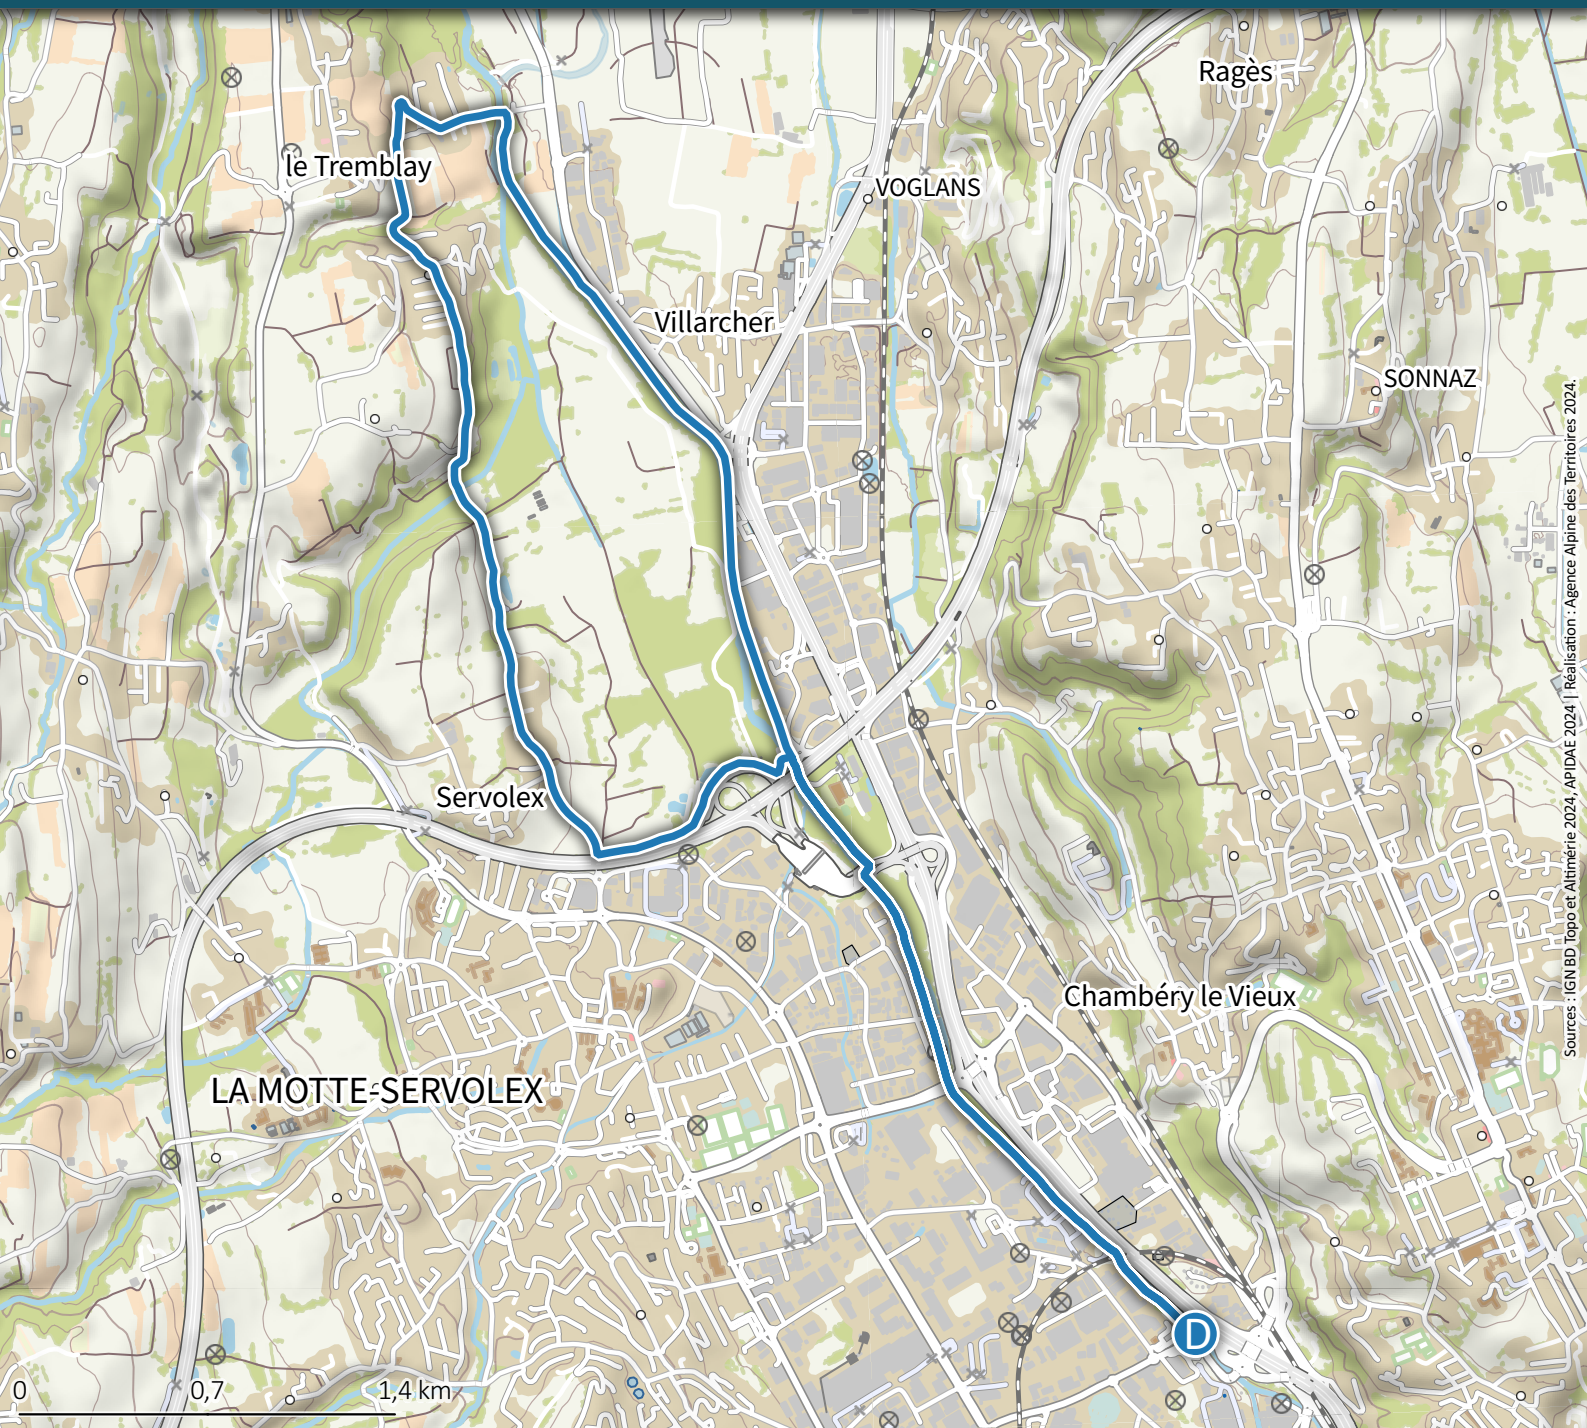 Ragès
le Tremblay
VOGLANS
Villarcher
SONNAZ
Servolex
Chambéry le Vieux
LA MOTTE-SERVOLEX
D
0 0,7 1,4 km
Sources : IGN BD Topo et Altimérie 2024, APIDAE 2024 | Réalisation : Agence Alpine des Territoires 2024.